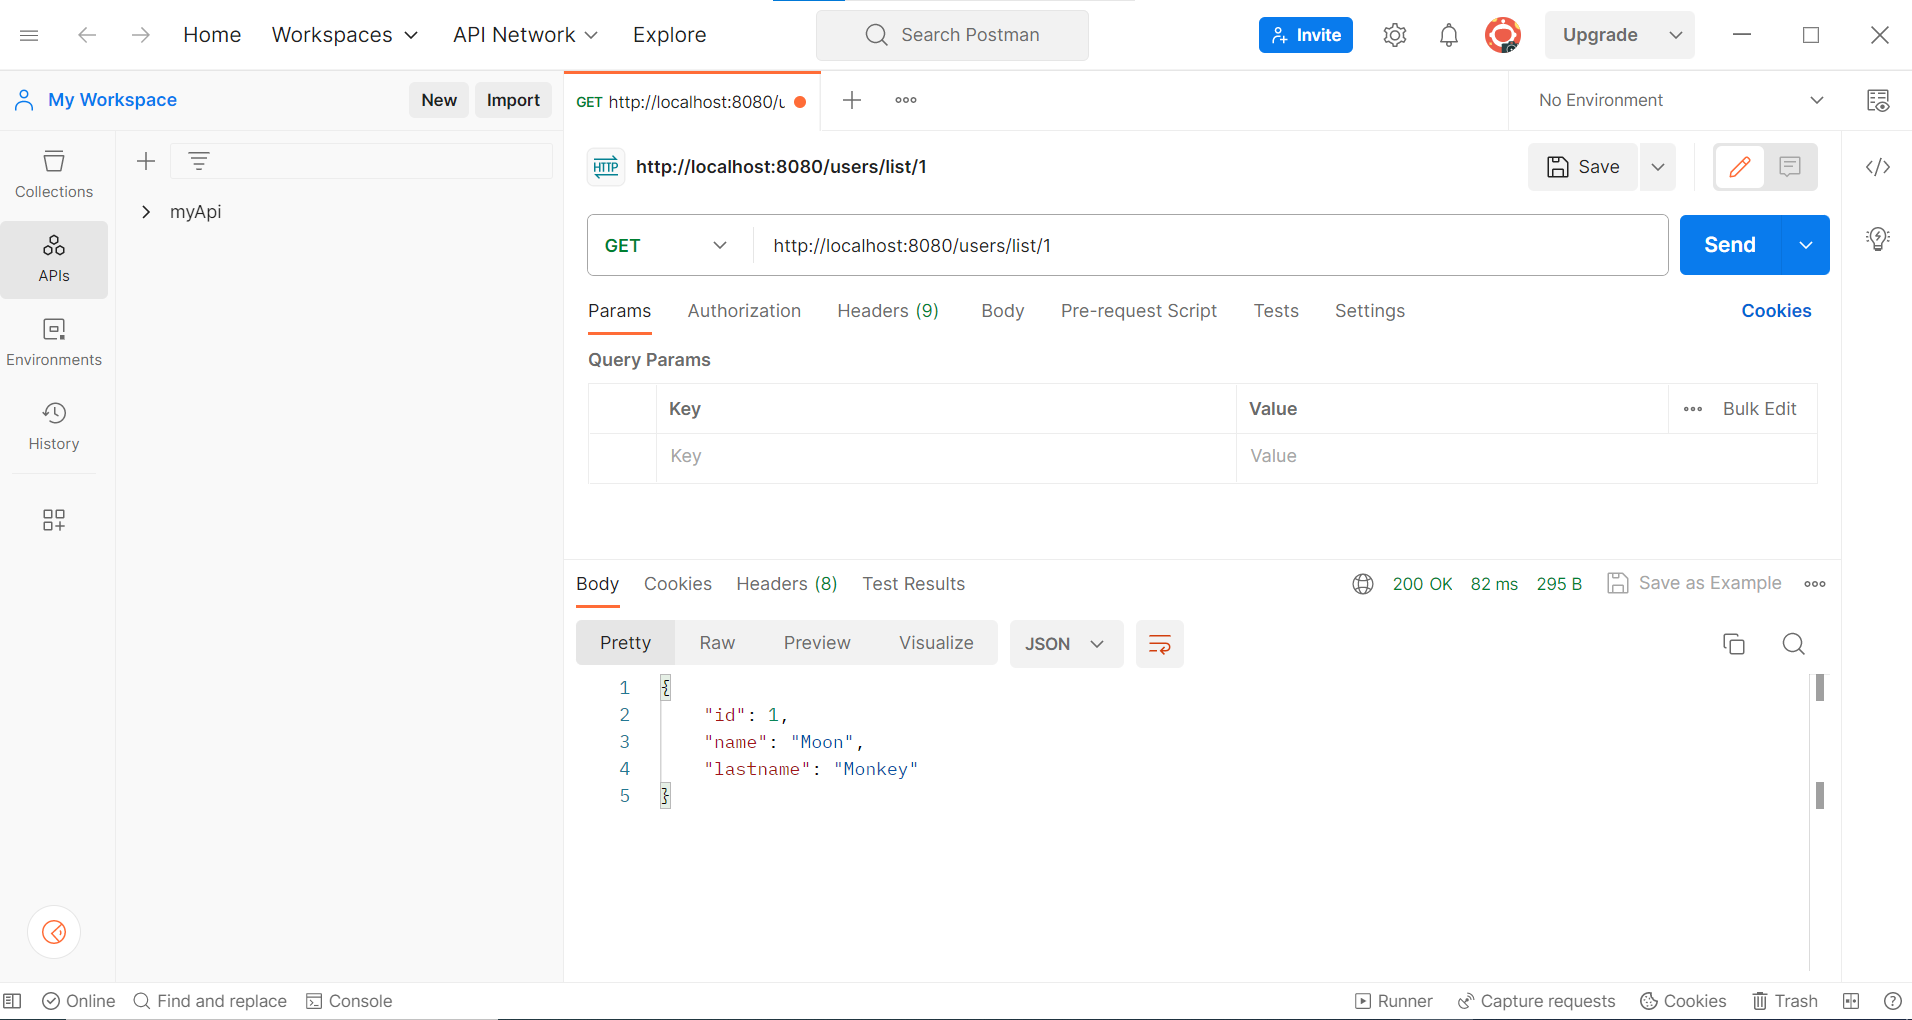 Home Workspaces API Network Explore Search Postman Invite Upgrade
My Workspace New Import GET http://localhost:8080/u No Environment
Collections
APIs
Environments
History
myApi
HTTP http://localhost:8080/users/list/1 Save
GET http://localhost:8080/users/list/1 Send
Params Authorization Headers (9) Body Pre-request Script Tests Settings Cookies
Query Params
Key Value Bulk Edit
Key Value
Body Cookies Headers (8) Test Results 200 OK 82 ms 295 B Save as Example
Pretty Raw Preview Visualize JSON
1 {
2 "id": 1,
3 "name": "Moon",
4 "lastname": "Monkey"
5 }
Online Find and replace Console Runner Capture requests Cookies Trash